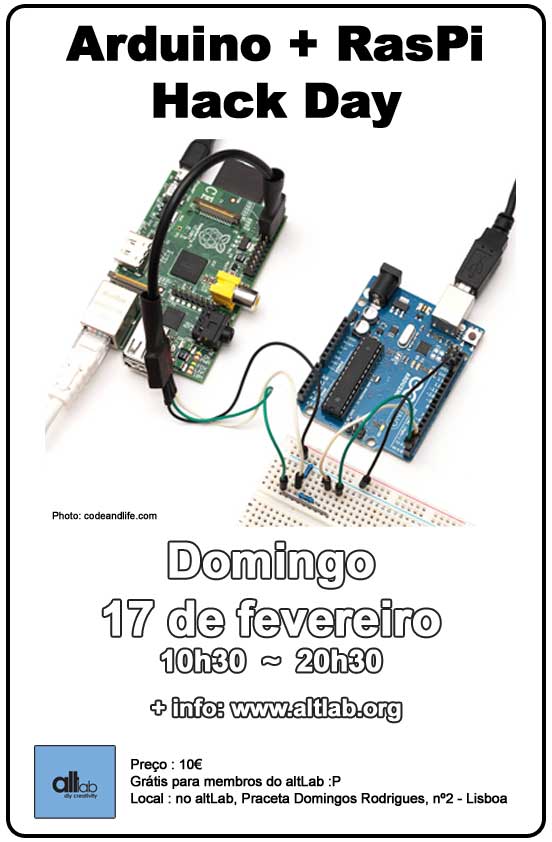 Arduino + RasPi
Hack Day
Photo: codeandlife.com
Domingo
17 de fevereiro
10h30 ~ 20h30
+ info: www.altlab.org
altlab
diy creativity
Preço : 10€
Grátis para membros do altLab :P
Local : no altLab, Praceta Domingos Rodrigues, nº2 - Lisboa